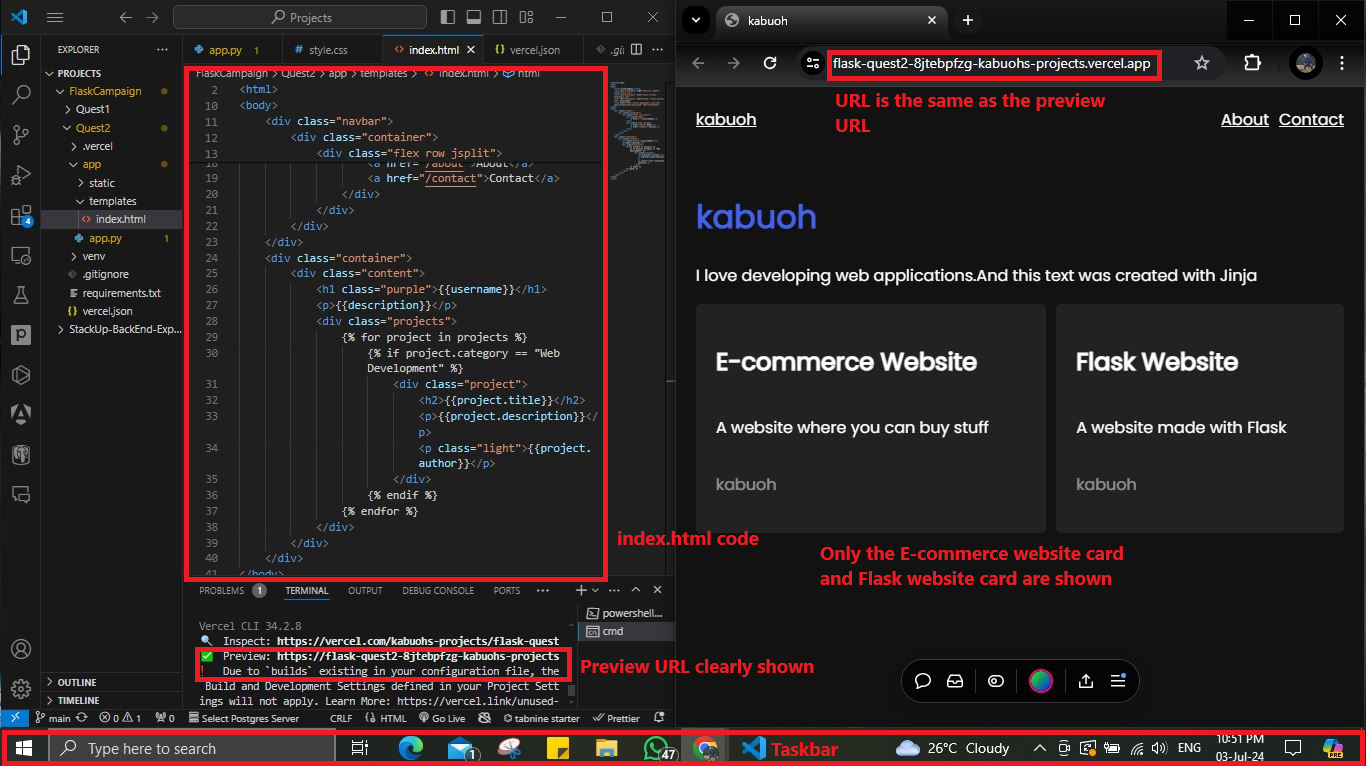 Projects
EXPLORER
PROJECTS
FlaskCampaign
Quest1
Quest2
.vercel
app
static
templates
index.html
app.py 1
venv
.gitignore
requirements.txt
vercel.json
StackUp-BackEnd-Exp...
OUTLINE
TIMELINE
4
app.py 1
style.css
index.html
vercel.json
.gi
FlaskCampaign > Quest2 > app > templates > index.html > html
2 <html>
10 <body>
11 <div class="navbar">
12 <div class="container">
13 <div class="flex row jsplit">
18 <a href="/about">About</a>
19 <a href="/contact">Contact</a>
20 </div>
21 </div>
22 </div>
23 </div>
24 <div class="container">
25 <div class="content">
26 <h1 class="purple">{{username}}</h1>
27 <p>{{description}}</p>
28 <div class="projects">
29 {% for project in projects %}
30 {% if project.category == "Web
Development" %}
31 <div class="project">
32 <h2>{{project.title}}</h2>
33 <p>{{project.description}}</
p>
34 <p class="light">{{project.
author}}</p>
35 </div>
36 {% endif %}
37 {% endfor %}
38 </div>
39 </div>
40 </div>
41 </body>
index.html code
PROBLEMS 1 TERMINAL OUTPUT DEBUG CONSOLE PORTS
powershell...
cmd
Vercel CLI 34.2.8
Inspect: https://vercel.com/kabuohs-projects/flask-quest
Preview: https://flask-quest2-8jtebpfzg-kabuohs-projects
! Due to `builds` existing in your configuration file, the
Build and Development Settings defined in your Project Sett
ings will not apply. Learn More: https://vercel.link/unused-
Preview URL clearly shown
main 0 1 0 Select Postgres Server CRLF HTML Go Live tabnine starter Prettier
kabuoh
flask-quest2-8jtebpfzg-kabuohs-projects.vercel.app
URL is the same as the preview
URL
kabuoh
About Contact
kabuoh
I love developing web applications.And this text was created with Jinja
E-commerce Website
A website where you can buy stuff
kabuoh
Flask Website
A website made with Flask
kabuoh
Only the E-commerce website card
and Flask website card are shown
Type here to search
1
47
Taskbar
26°C Cloudy
ENG
10:51 PM
03-Jul-24
PRE